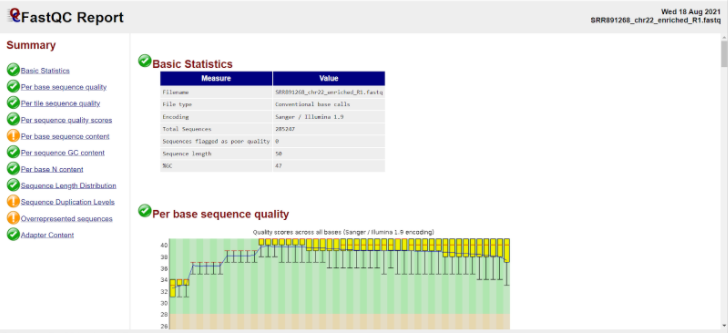 FastQC Report
Wed 18 Aug 2021
SRR891268_chr22_enriched_R1.fastq
Summary
Basic Statistics
Per base sequence quality
Per tile sequence quality
Per sequence quality scores
Per base sequence content
Per sequence GC content
Per base N content
Sequence Length Distribution
Sequence Duplication Levels
Overrepresented sequences
Adapter Content
Basic Statistics
Measure Value
Filename SRR891268_chr22_enriched_R1.fastq
File type Conventional base calls
Encoding Sanger / Illumina 1.9
Total Sequences 285247
Sequences flagged as poor quality 0
Sequence length 50
%GC 47
Per base sequence quality
Quality scores across all bases (Sanger / Illumina 1.9 encoding)
40
38
36
34
32
30
28
26